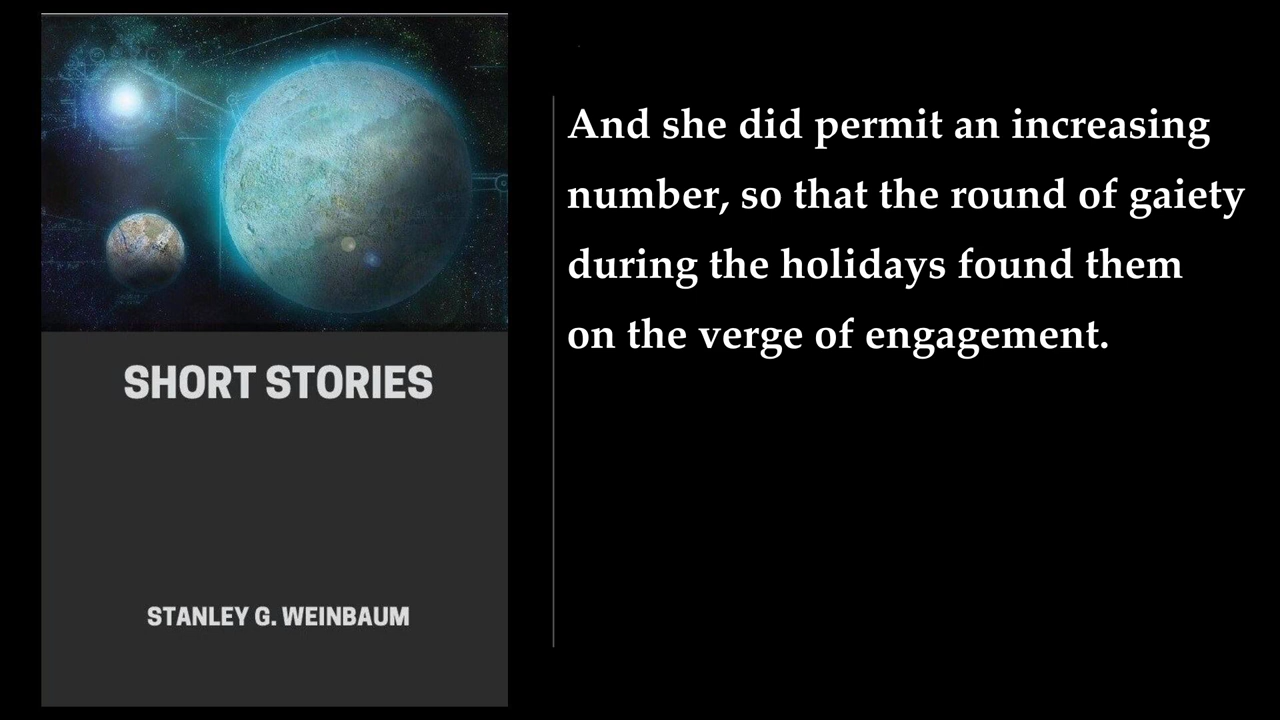 SHORT STORIES
STANLEY G. WEINBAUM
And she did permit an increasing
number, so that the round of gaiety
during the holidays found them
on the verge of engagement.